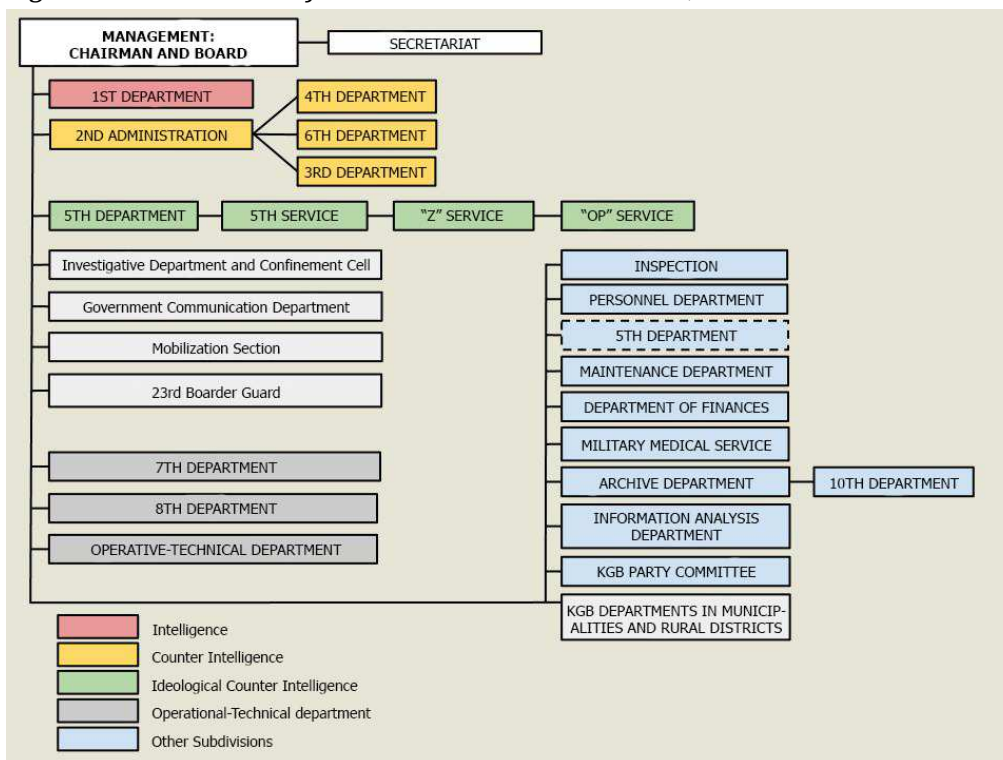 MANAGEMENT:
CHAIRMAN AND BOARD
SECRETARIAT
1ST DEPARTMENT
2ND ADMINISTRATION
4TH DEPARTMENT
6TH DEPARTMENT
3RD DEPARTMENT
5TH DEPARTMENT
5TH SERVICE
"Z" SERVICE
"OP" SERVICE
Investigative Department and Confinement Cell
Government Communication Department
Mobilization Section
23rd Boarder Guard
7TH DEPARTMENT
8TH DEPARTMENT
OPERATIVE-TECHNICAL DEPARTMENT
INSPECTION
PERSONNEL DEPARTMENT
5TH DEPARTMENT
MAINTENANCE DEPARTMENT
DEPARTMENT OF FINANCES
MILITARY MEDICAL SERVICE
ARCHIVE DEPARTMENT
10TH DEPARTMENT
INFORMATION ANALYSIS
DEPARTMENT
KGB PARTY COMMITTEE
KGB DEPARTMENTS IN MUNICIP-
ALITIES AND RURAL DISTRICTS
Intelligence
Counter Intelligence
Ideological Counter Intelligence
Operational-Technical department
Other Subdivisions